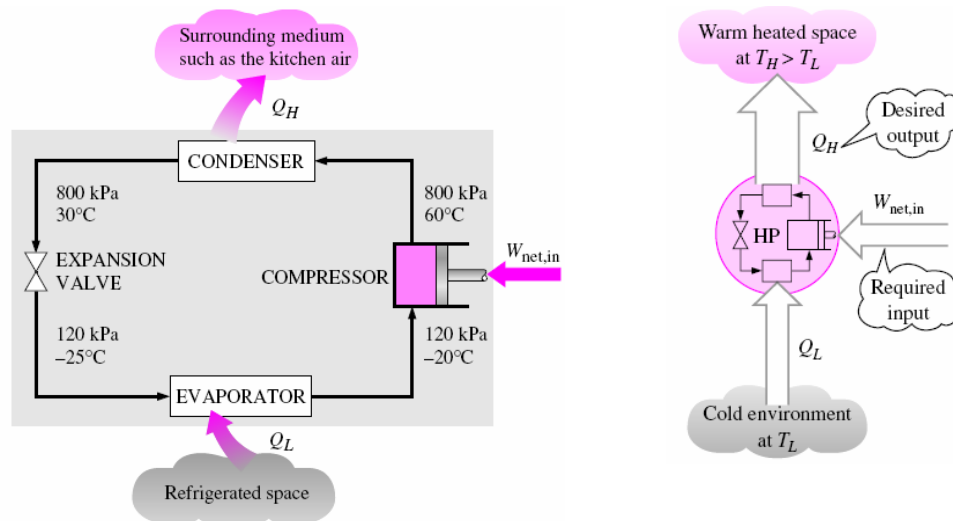 Surrounding medium
such as the kitchen air
Q_H
CONDENSER
800 kPa
30°C
800 kPa
60°C
EXPANSION
VALVE
COMPRESSOR
W_net,in
120 kPa
–25°C
120 kPa
–20°C
EVAPORATOR
Q_L
Refrigerated space
Warm heated space
at T_H > T_L
Q_H
Desired
output
HP
W_net,in
Required
input
Q_L
Cold environment
at T_L